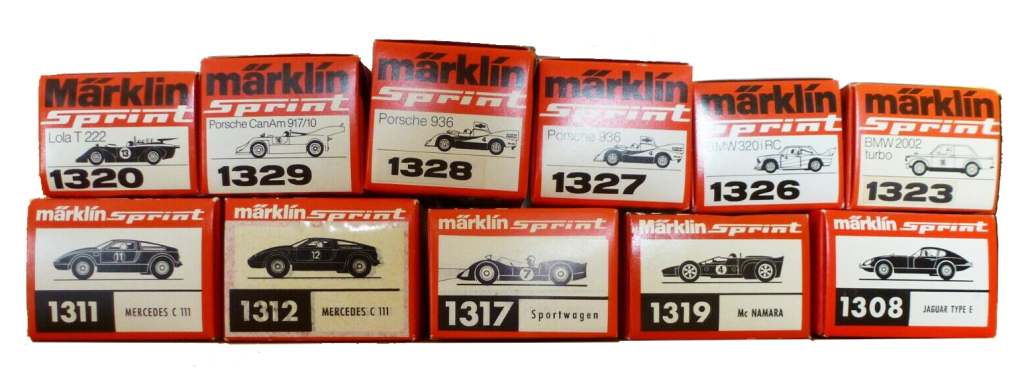 Märklin
sprint
Lola T 222
13
1320
märklin
sprint
Porsche CanAm 917/10
1329
märklin
sprint
Porsche 936
1328
märklin
sprint
Porsche 936
1327
märklin
sprint
BMW 320 i RC
1326
märklin
sprint
BMW 2002
turbo
1323
märklin sprint
11
1311 MERCEDES C 111
märklin sprint
12
1312 MERCEDES C 111
märklin sprint
7
1317 Sportwagen
märklin sprint
4
1319 Mc NAMARA
märklin sprint
1308 JAGUAR TYPE E